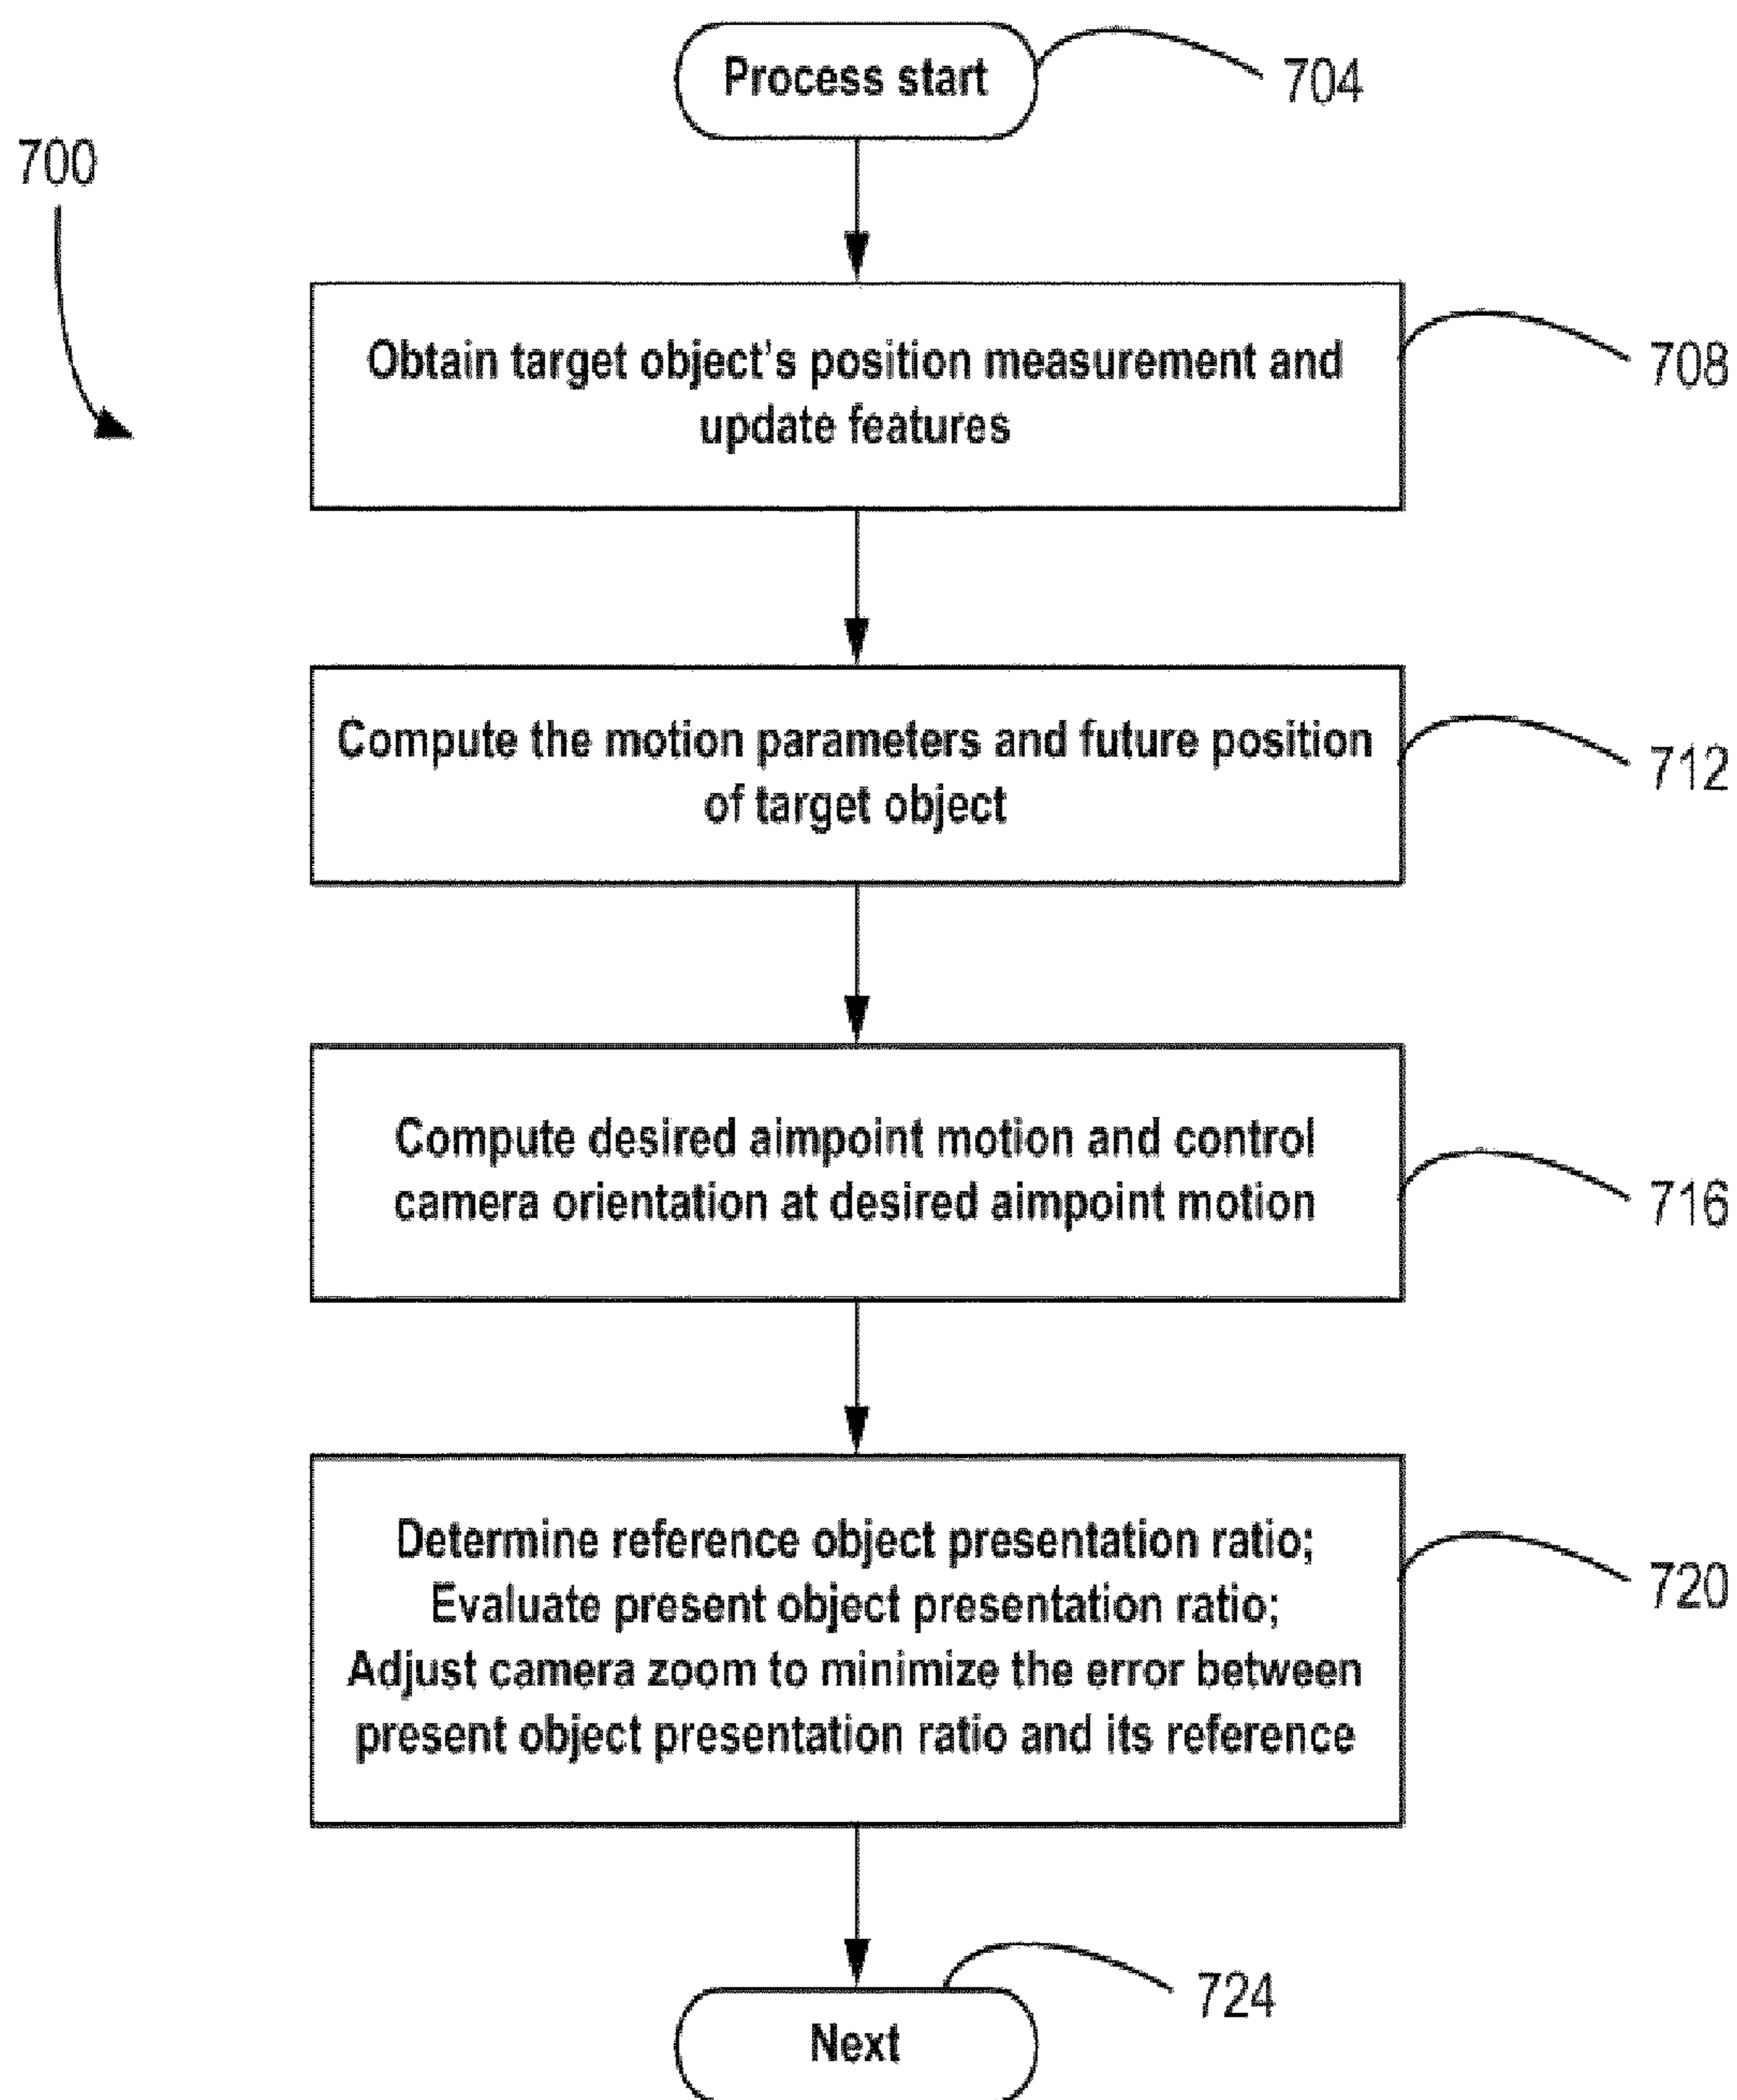 Process start
704
700
Obtain target object's position measurement and
update features
708
Compute the motion parameters and future position
of target object
712
Compute desired aimpoint motion and control
camera orientation at desired aimpoint motion
716
Determine reference object presentation ratio;
Evaluate present object presentation ratio;
Adjust camera zoom to minimize the error between
present object presentation ratio and its reference
720
724
Next